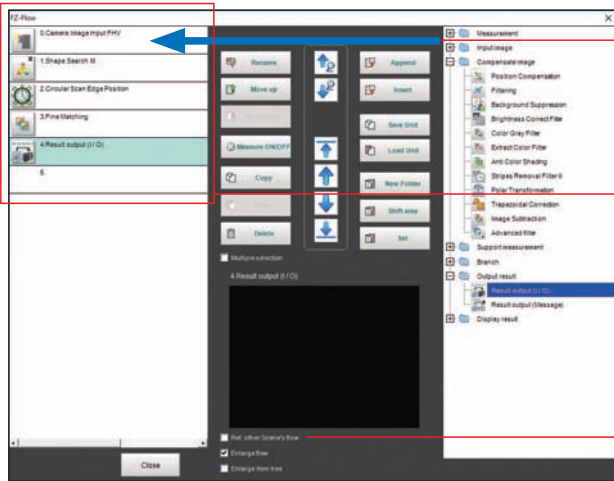 FZ-Flow
0.Camera Image Input FHV
1.Shape Search III
2.Circular Scan Edge Position
3.Fine Matching
4.Result output (I / O)
5.
Rename
Append
Move up
Insert
Save Unit
Measure ON/OFF
Load Unit
Copy
New Folder
Shift area
Delete
Set
Multiple selection
4.Result output (I / O)
Ref. other Scene's flow
Enlarge flow
Enlarge item tree
Close
Measurement
Input image
Compensate image
Position Compensation
Filtering
Background Suppression
Brightness Correct Filter
Color Gray Filter
Extract Color Filter
Anti Color Shading
Stripes Removal Filter II
Polar Transformation
Trapezoidal Correction
Image Subtraction
Advanced filter
Support measurement
Branch
Output result
Result output (I / O)
Result output (Message)
Display result